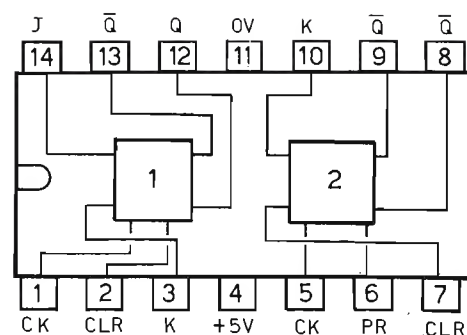 J Q̅ Q 0V K Q̅ Q̅
14 13 12 11 10 9 8
1 2
1 2 3 4 5 6 7
CK CLR K +5V CK PR CLR